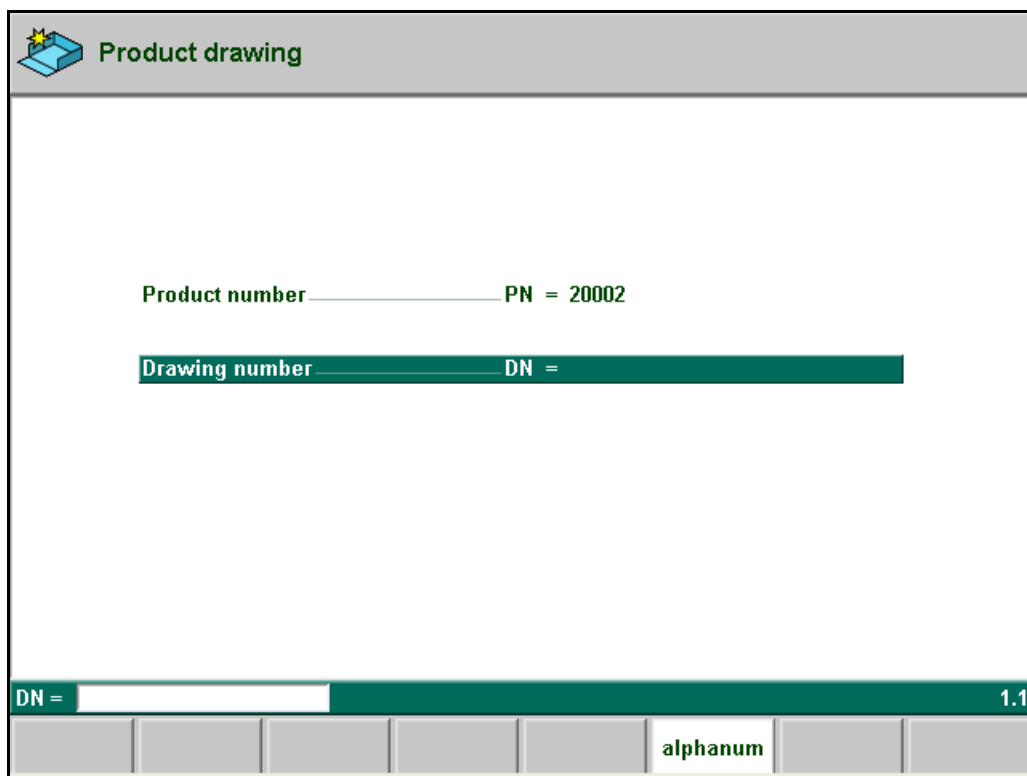 Product drawing
Product number PN = 20002
Drawing number DN =
DN = 1.1
alphanum